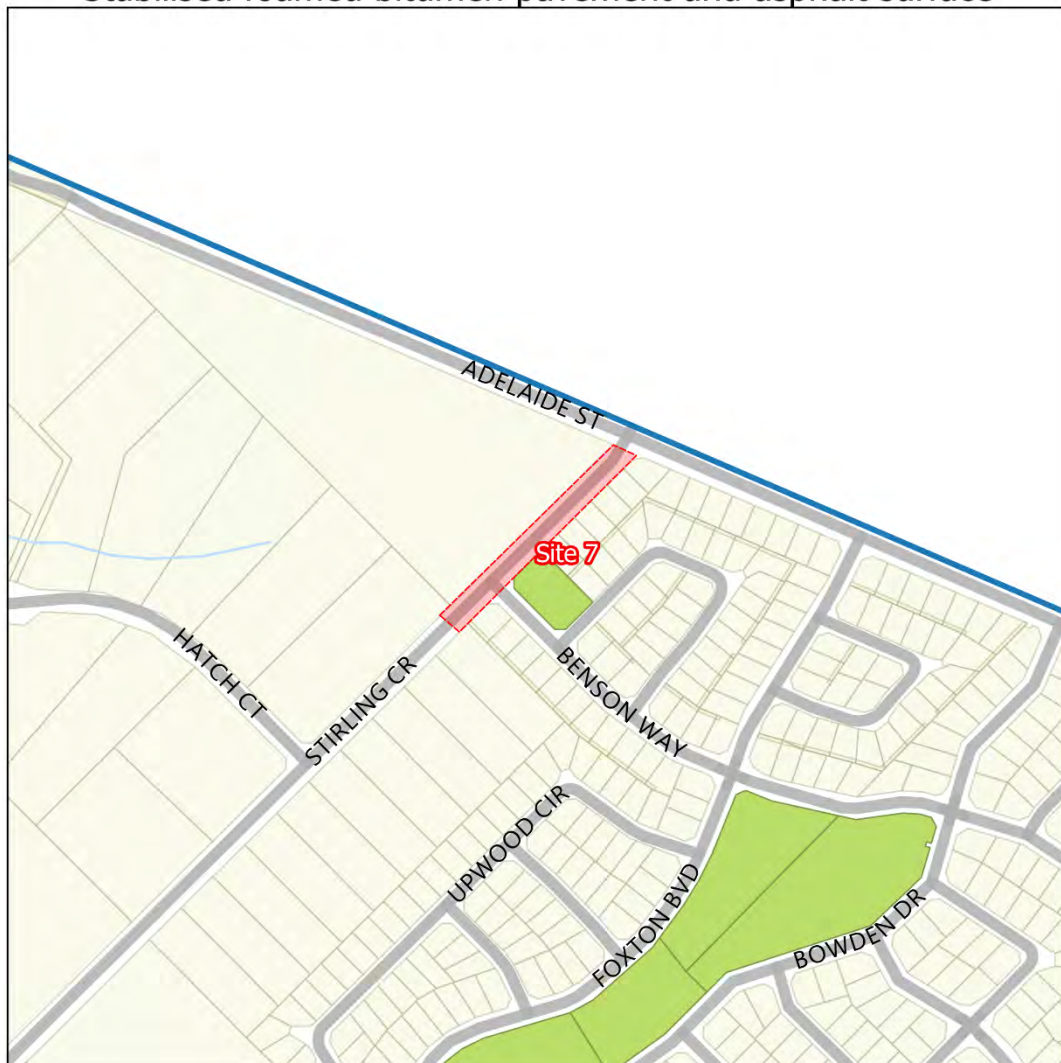 Stabilised foamed bitumen pavement and asphalt surface
ADELAIDE ST
Site 7
HATCH CT
STIRLING CR
BENSON WAY
UPWOOD CIR
FOXTON BVD
BOWDEN DR